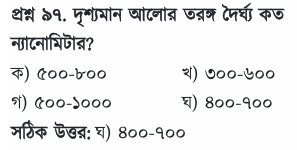 প্রশ্ন ৯৭. দৃশ্যমান আলোর তরঙ্গ দৈর্ঘ্য কত
ন্যানোমিটার?
ক) ৫০০-৮০০ খ) ৩০০-৬০০
গ) ৫০০-১০০০ ঘ) ৪০০-৭০০
সঠিক উত্তর: ঘ) ৪০০-৭০০